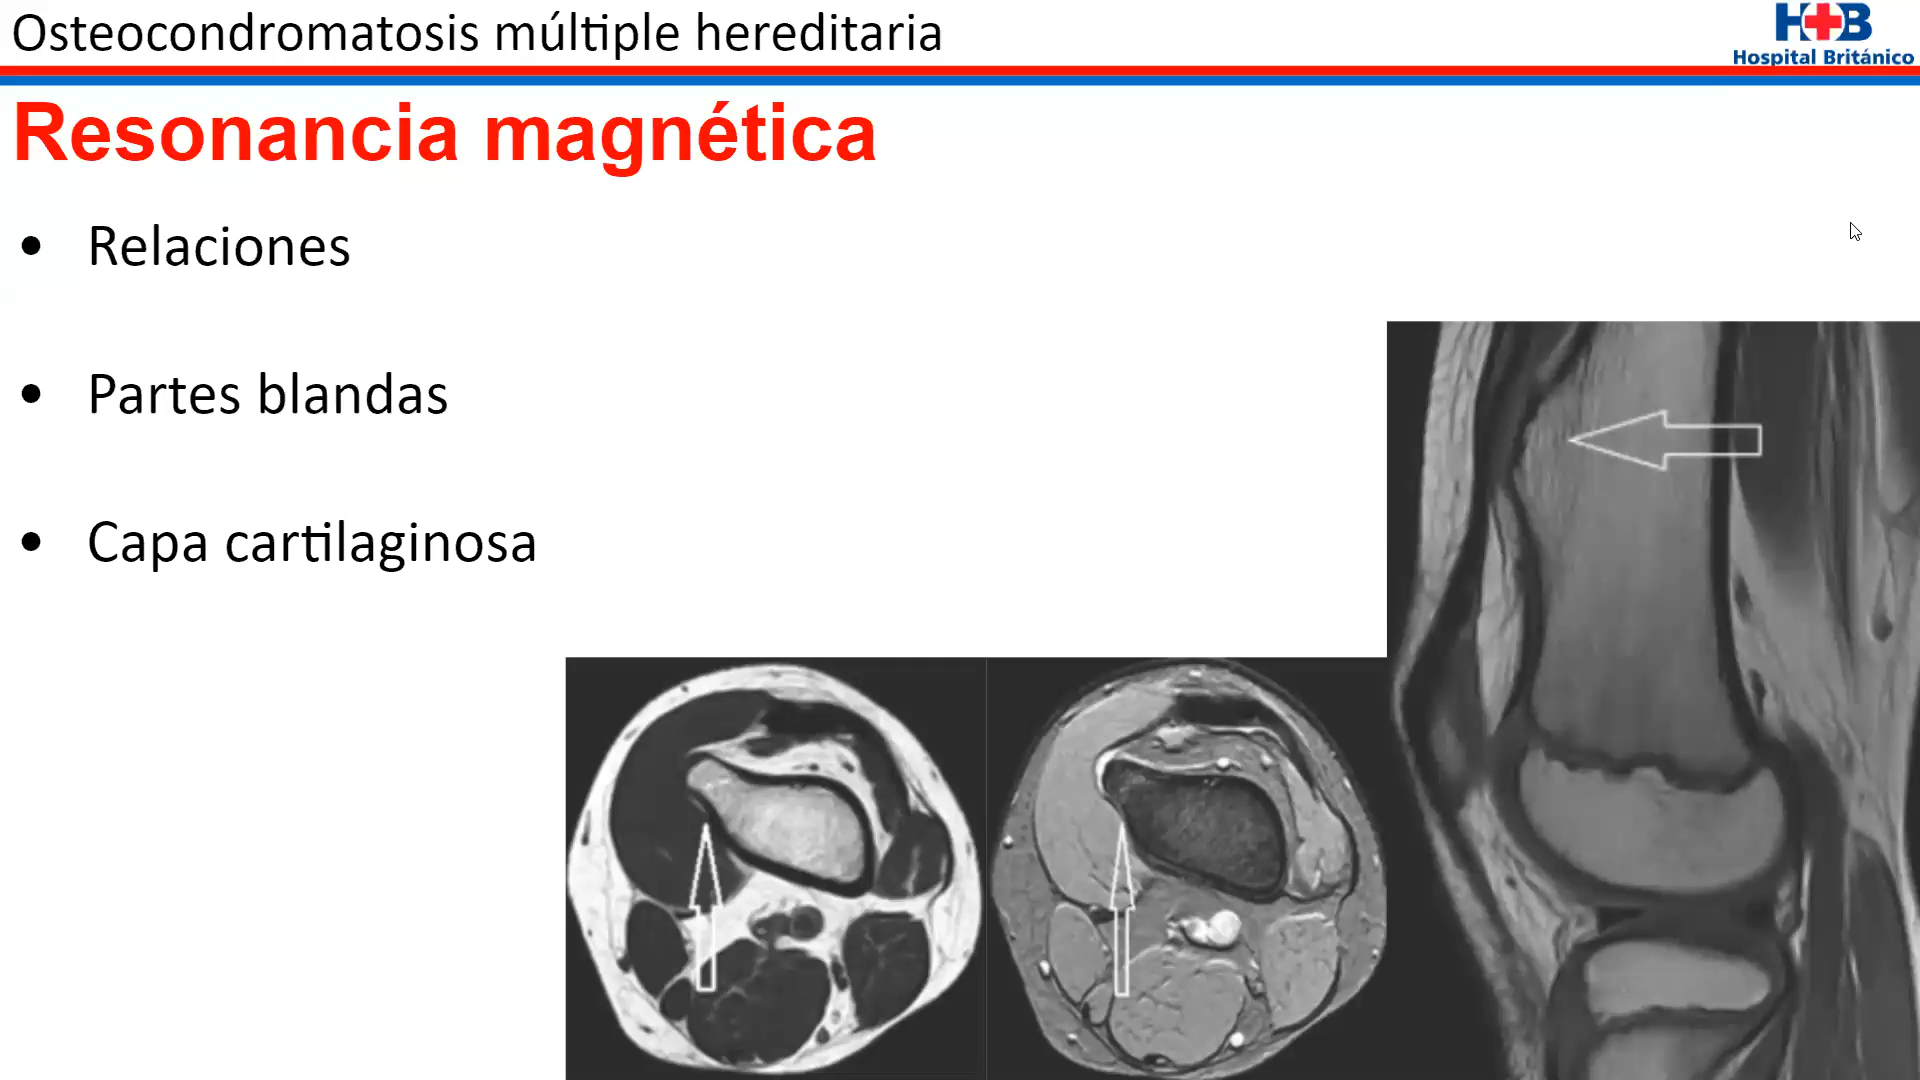 Osteocondromatosis múltiple hereditaria
H B
Hospital Británico
Resonancia magnética
• Relaciones
• Partes blandas
• Capa cartilaginosa